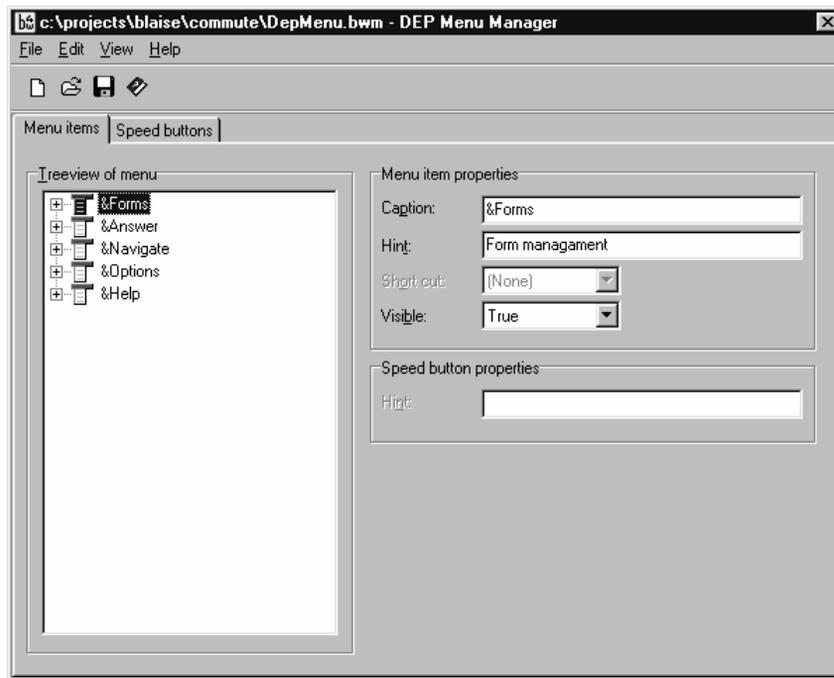 c:\projects\blaise\commute\DepMenu.bwm - DEP Menu Manager
File Edit View Help
Menu items Speed buttons
Treeview of menu
&Forms
&Answer
&Navigate
&Options
&Help
Menu item properties
Caption: &Forms
Hint: Form managament
Short cut: (None)
Visible: True
Speed button properties
Hint: